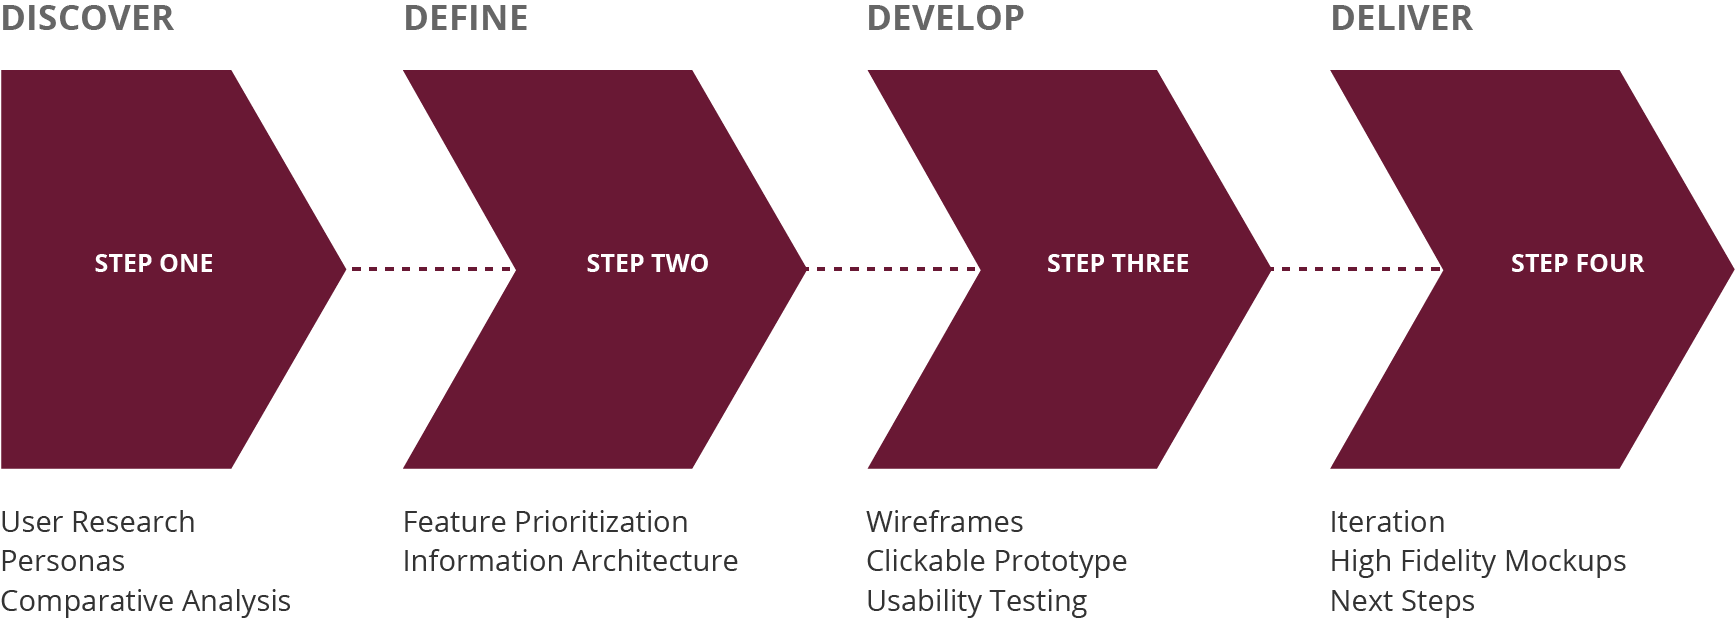 DISCOVER
DEFINE
DEVELOP
DELIVER
STEP ONE
STEP TWO
STEP THREE
STEP FOUR
User Research
Personas
Comparative Analysis
Feature Prioritization
Information Architecture
Wireframes
Clickable Prototype
Usability Testing
Iteration
High Fidelity Mockups
Next Steps